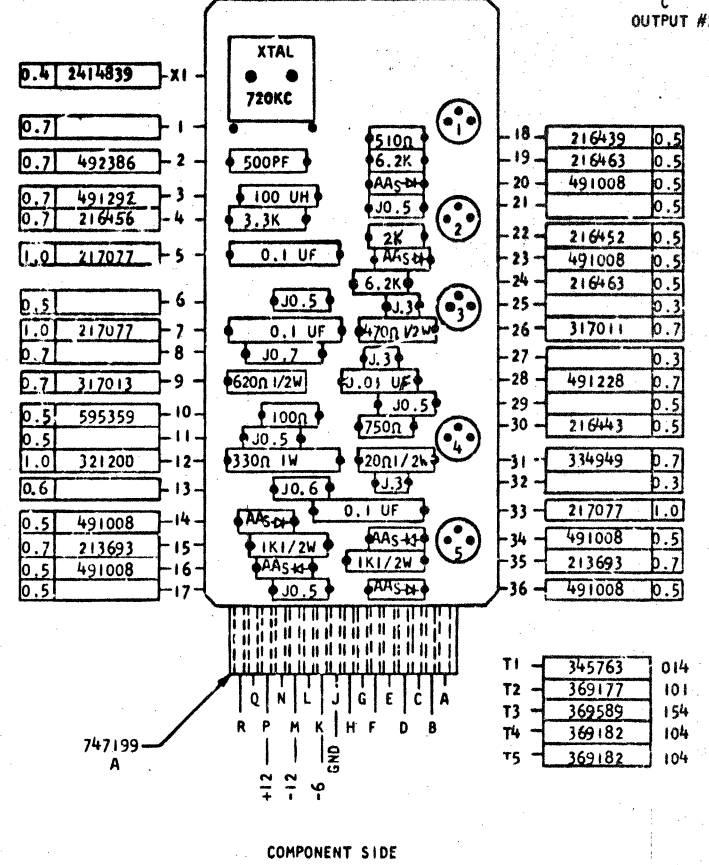 C
OUTPUT #
XTAL
720KC
0.4 2414839 X1
0.7 1
0.7 492386 2
0.7 491292 3
0.7 216456 4
1.0 217077 5
0.5 6
1.0 217077 7
0.7 8
0.7 317013 9
0.5 595359 10
0.5 11
1.0 321200 12
0.6 13
0.5 491008 14
0.7 213693 15
0.5 491008 16
0.5 17
500PF
100 UH
3.3K
0.1 UF
J0.5
0.1 UF
J0.7
620Ω 1/2W
100Ω
J0.5
330Ω 1W
J0.6
0.1 UF
AAS
1K1/2W
AAS
J0.5
510Ω
6.2K
AAS
J0.5
2K
AAS
6.2K
J.3
470Ω 1/2W
J.3
0.01 UF
J0.5
750Ω
20Ω1/2W
J.3
AAS
1K1/2W
AAS
1
2
3
4
5
18 216439 0.5
19 216463 0.5
20 491008 0.5
21 0.5
22 216452 0.5
23 491008 0.5
24 216463 0.5
25 0.3
26 317011 0.7
27 0.3
28 491228 0.7
29 0.5
30 216443 0.5
31 334949 0.7
32 0.3
33 217077 1.0
34 491008 0.5
35 213693 0.7
36 491008 0.5
T1 345763 014
T2 369177 101
T3 369589 154
T4 369182 104
T5 369182 104
Q N L J G E C A
R P M K H F D B
747199
A
+12
-12
-6
GND
COMPONENT SIDE